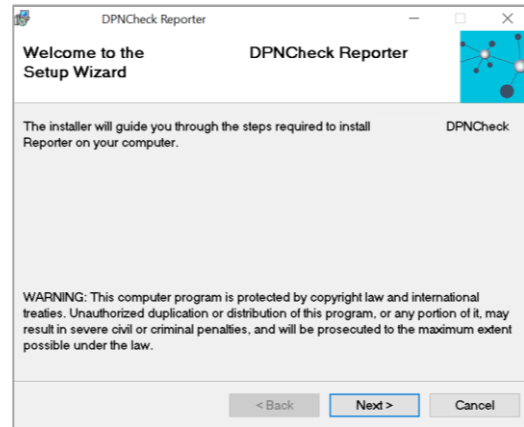 DPNCheck Reporter
Welcome to the DPNCheck Reporter
Setup Wizard
The installer will guide you through the steps required to install DPNCheck
Reporter on your computer.
WARNING: This computer program is protected by copyright law and international
treaties. Unauthorized duplication or distribution of this program, or any portion of it, may
result in severe civil or criminal penalties, and will be prosecuted to the maximum extent
possible under the law.
< Back Next > Cancel